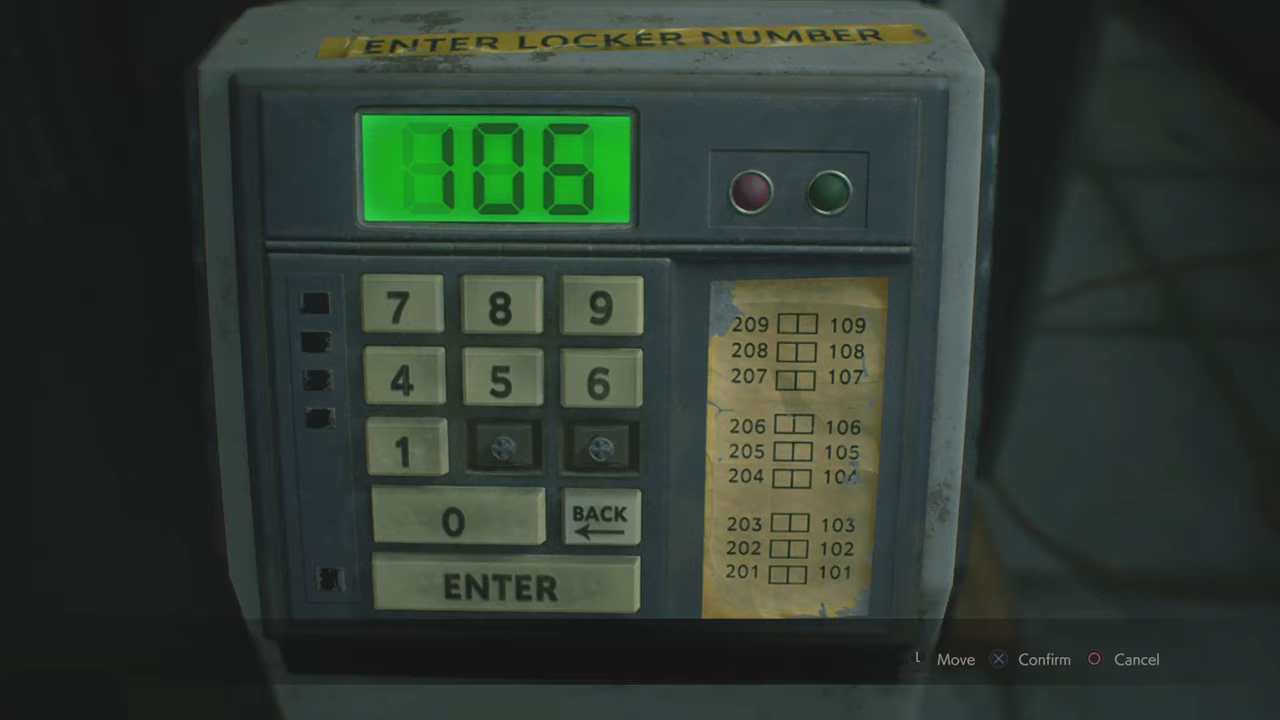 ENTER LOCKER NUMBER
106
7 8 9
4 5 6
1
0 BACK
ENTER
209 109
208 108
207 107
206 106
205 105
204 104
203 103
202 102
201 101
L Move Confirm Cancel